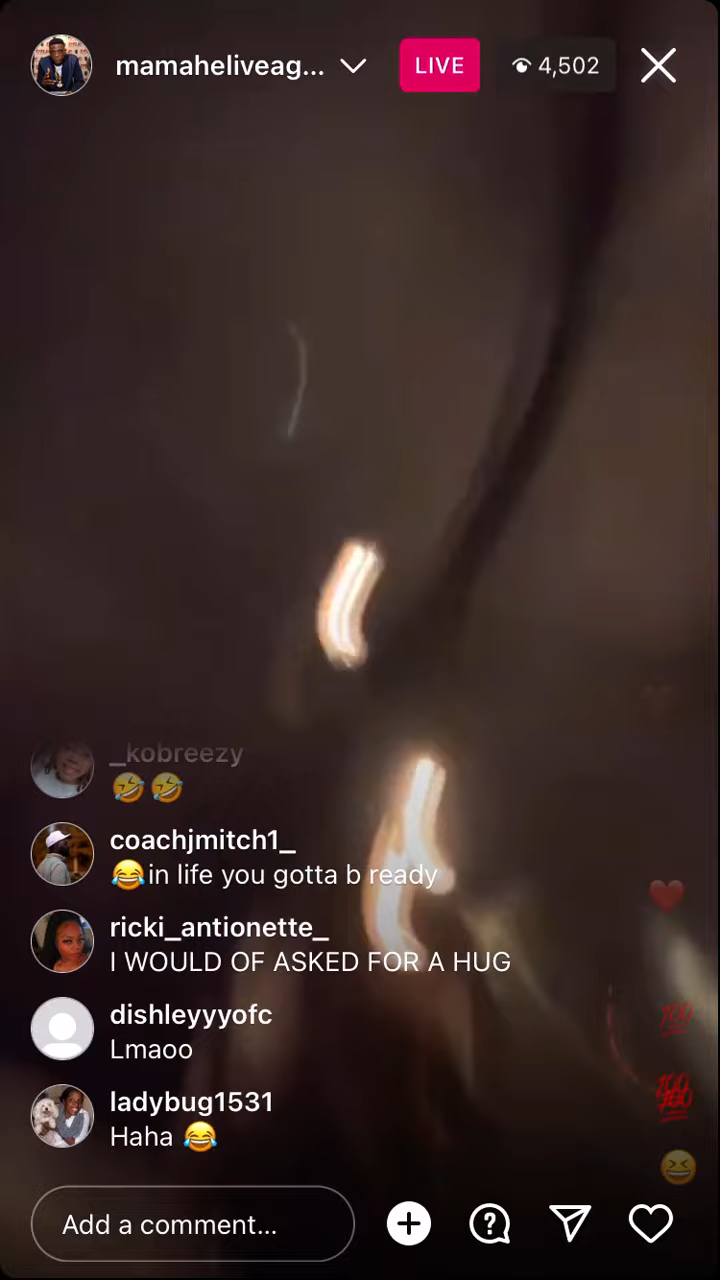 mamaheliveag...
LIVE
4,502
_kobreezy
🤣🤣
coachjmitch1_
😂in life you gotta b ready
ricki_antionette_
I WOULD OF ASKED FOR A HUG
dishleyyyofc
Lmaoo
ladybug1531
Haha 😂
Add a comment...